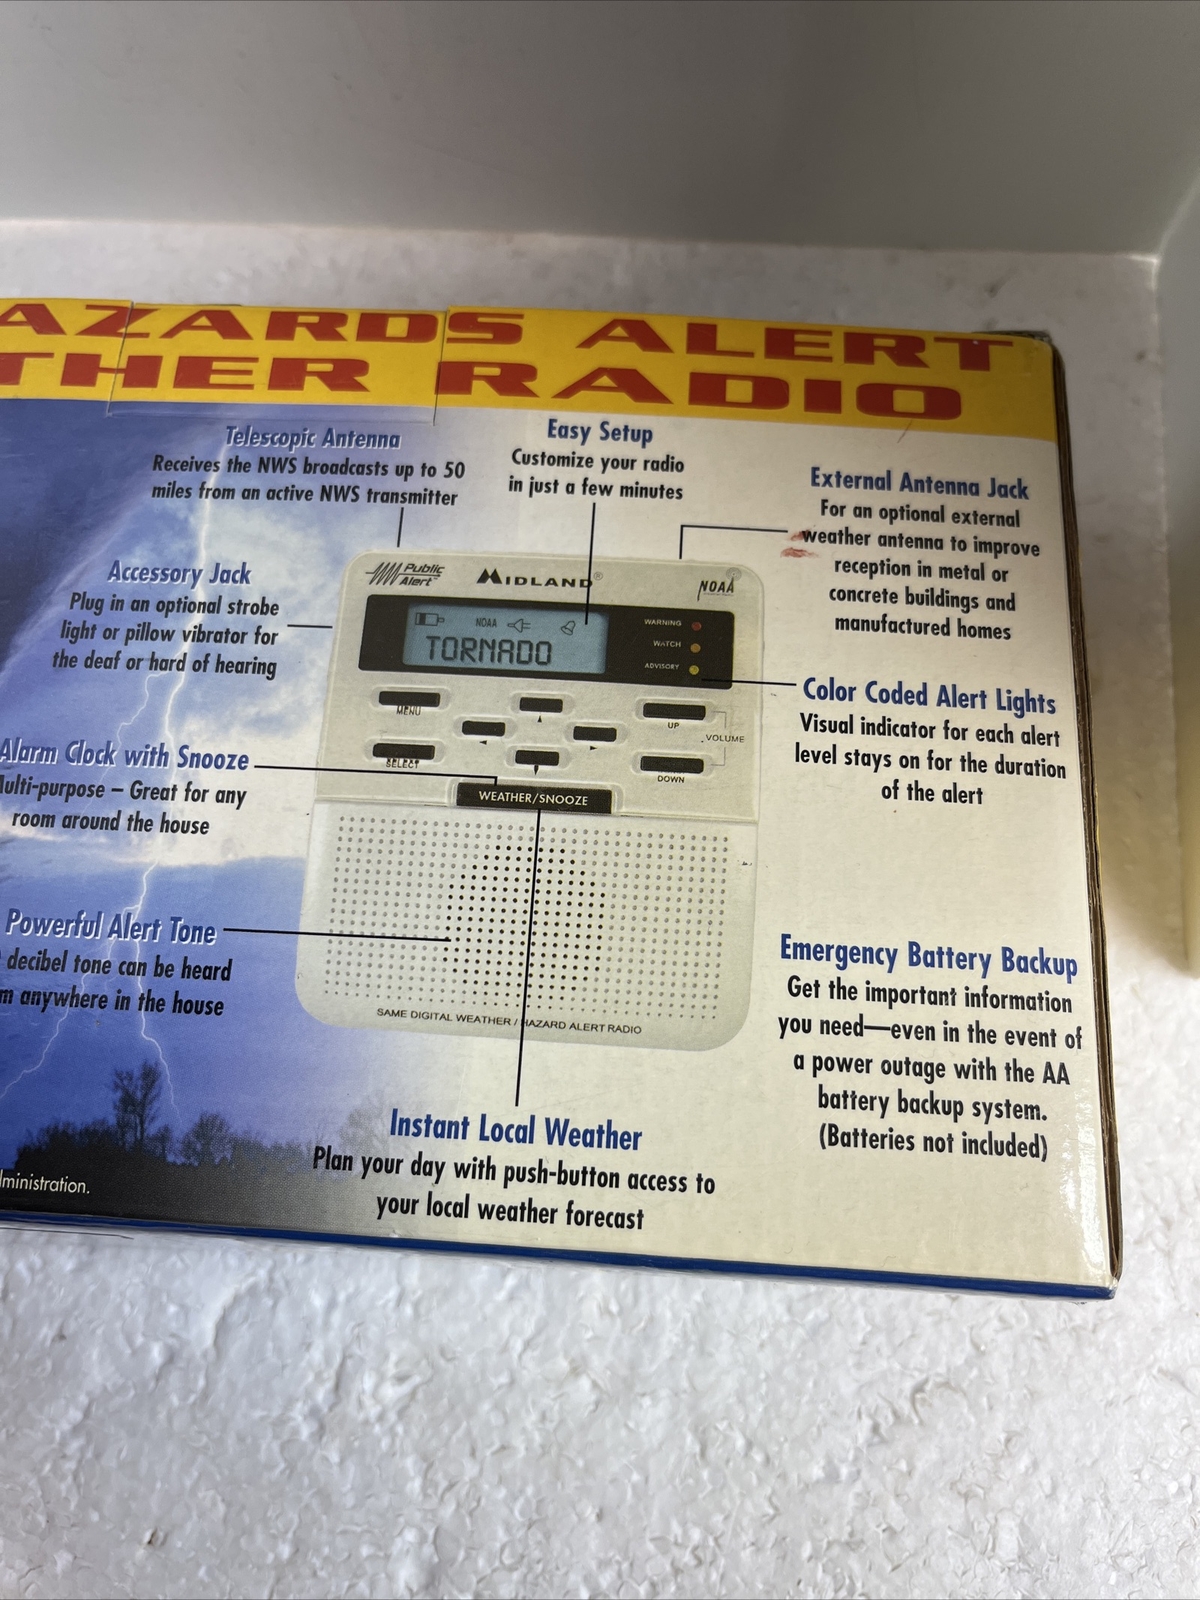 AZARDS ALERT
THER RADIO
Telescopic Antenna
Receives the NWS broadcasts up to 50
miles from an active NWS transmitter
Easy Setup
Customize your radio
in just a few minutes
External Antenna Jack
For an optional external
weather antenna to improve
reception in metal or
concrete buildings and
manufactured homes
Accessory Jack
Plug in an optional strobe
light or pillow vibrator for
the deaf or hard of hearing
Public
Alert™
MIDLAND®
NOAA
NOAA
TORNADO
WARNING
WATCH
ADVISORY
Color Coded Alert Lights
Visual indicator for each alert
level stays on for the duration
of the alert
MENU
SELECT
UP
VOLUME
DOWN
WEATHER/SNOOZE
Alarm Clock with Snooze
Multi-purpose – Great for any
room around the house
Powerful Alert Tone
decibel tone can be heard
m anywhere in the house
SAME DIGITAL WEATHER / HAZARD ALERT RADIO
Emergency Battery Backup
Get the important information
you need—even in the event of
a power outage with the AA
battery backup system.
(Batteries not included)
Instant Local Weather
Plan your day with push-button access to
your local weather forecast
ministration.